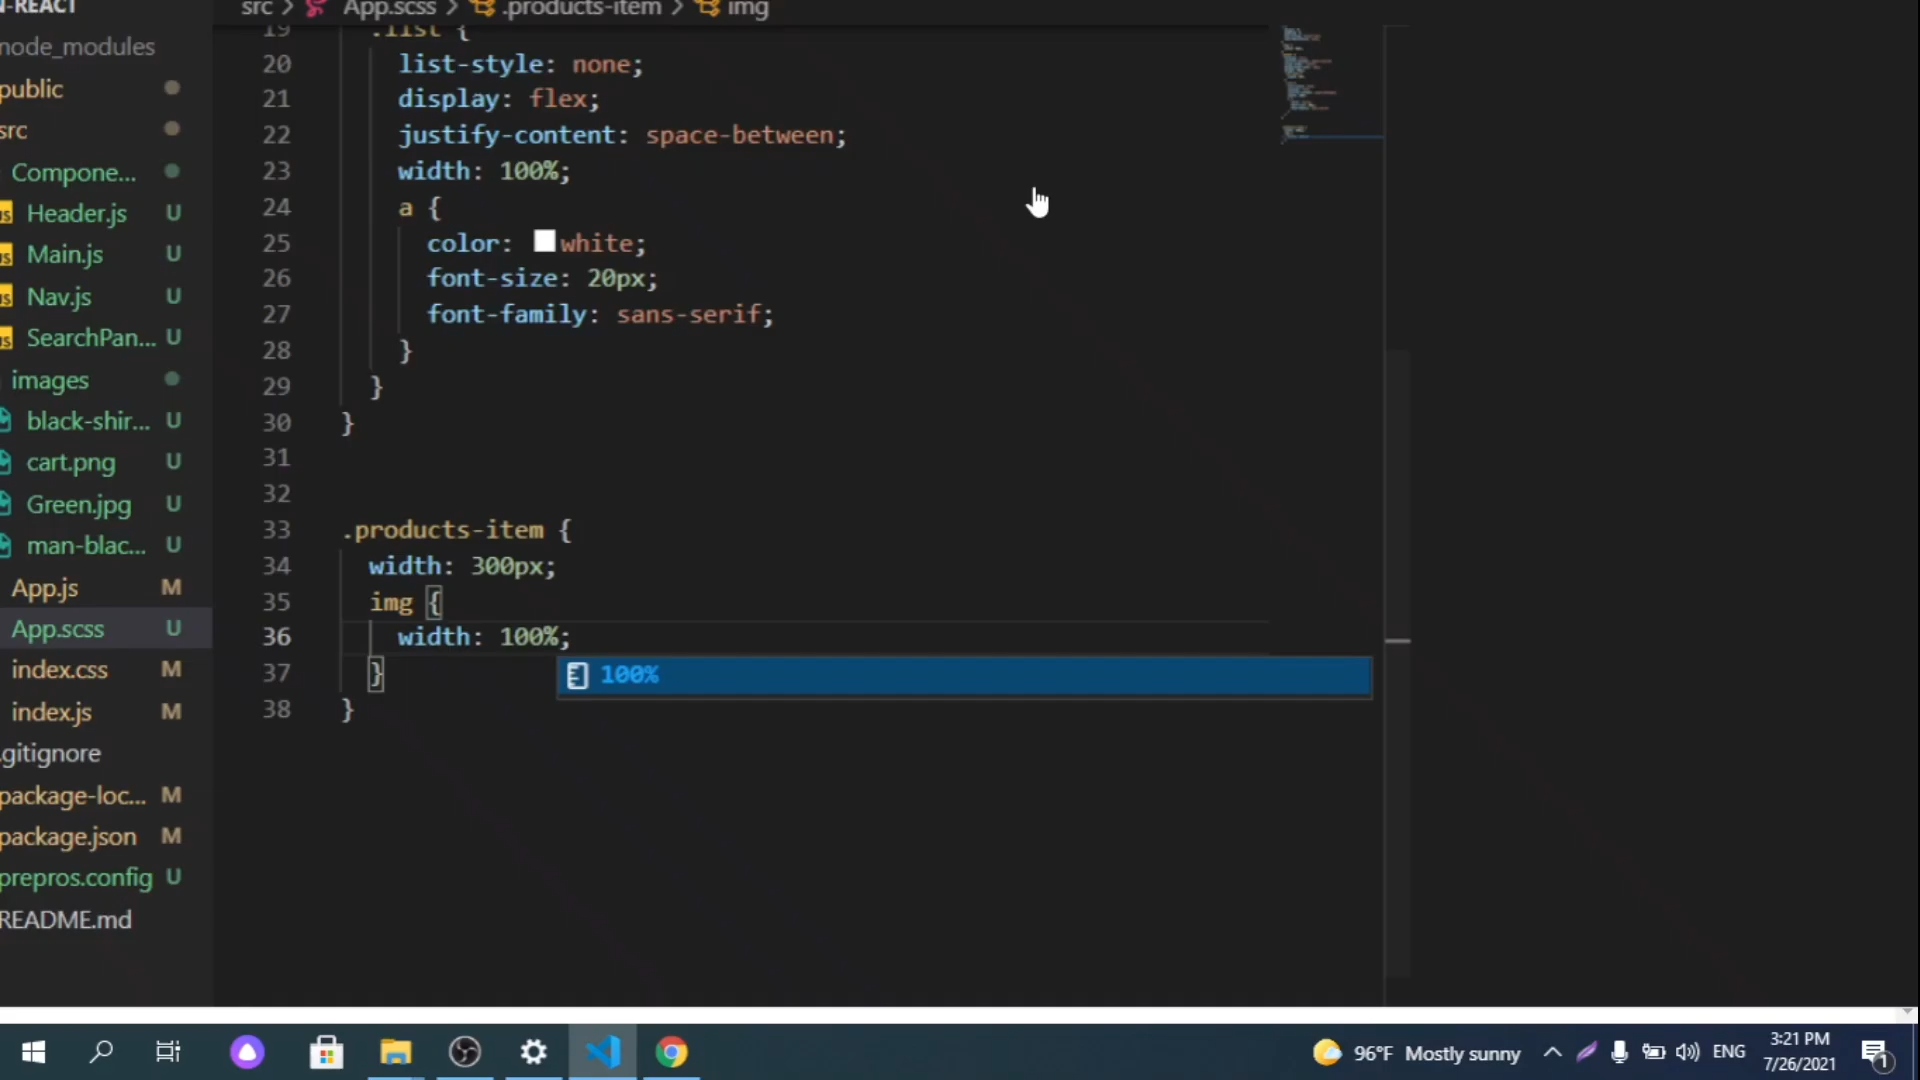 N-REACT
src > App.scss > .products-item > img
node_modules
public
src
Compone...
Header.js U
Main.js U
Nav.js U
SearchPan... U
images
black-shir... U
cart.png U
Green.jpg U
man-blac... U
App.js M
App.scss U
index.css M
index.js M
.gitignore
package-loc... M
package.json M
prepros.config U
README.md
19 .list {
20 list-style: none;
21 display: flex;
22 justify-content: space-between;
23 width: 100%;
24 a {
25 color: white;
26 font-size: 20px;
27 font-family: sans-serif;
28 }
29 }
30 }
31
32
33 .products-item {
34 width: 300px;
35 img {
36 width: 100%;
37 }
38 }
100%
96°F Mostly sunny
ENG
3:21 PM
7/26/2021
1